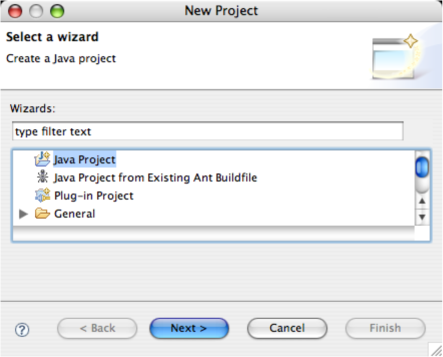 New Project
Select a wizard
Create a Java project
Wizards:
type filter text
Java Project
Java Project from Existing Ant Buildfile
Plug-in Project
General
? < Back Next > Cancel Finish